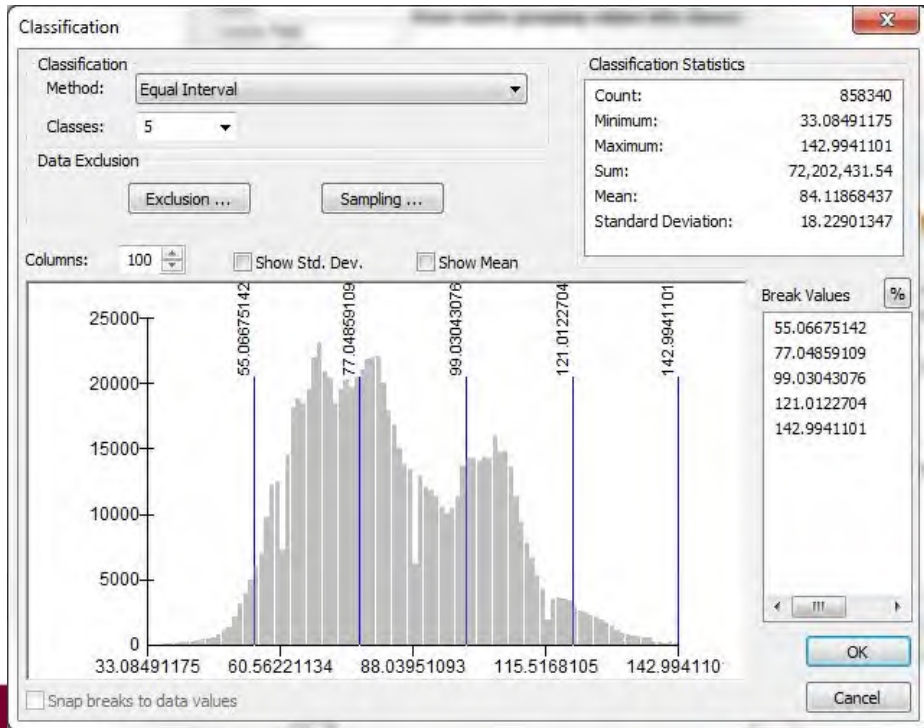 Classification
Classification
Method: Equal Interval
Classes: 5
Data Exclusion
Exclusion ...
Sampling ...
Classification Statistics
Count: 858340
Minimum: 33.08491175
Maximum: 142.9941101
Sum: 72,202,431.54
Mean: 84.11868437
Standard Deviation: 18.22901347
Columns: 100 Show Std. Dev. Show Mean
55.06675142
77.04859109
99.03043076
121.0122704
142.9941101
25000
20000
15000
10000
5000
0
33.08491175 60.56221134 88.03951093 115.5168105 142.994110
Break Values %
55.06675142
77.04859109
99.03043076
121.0122704
142.9941101
OK
Snap breaks to data values
Cancel